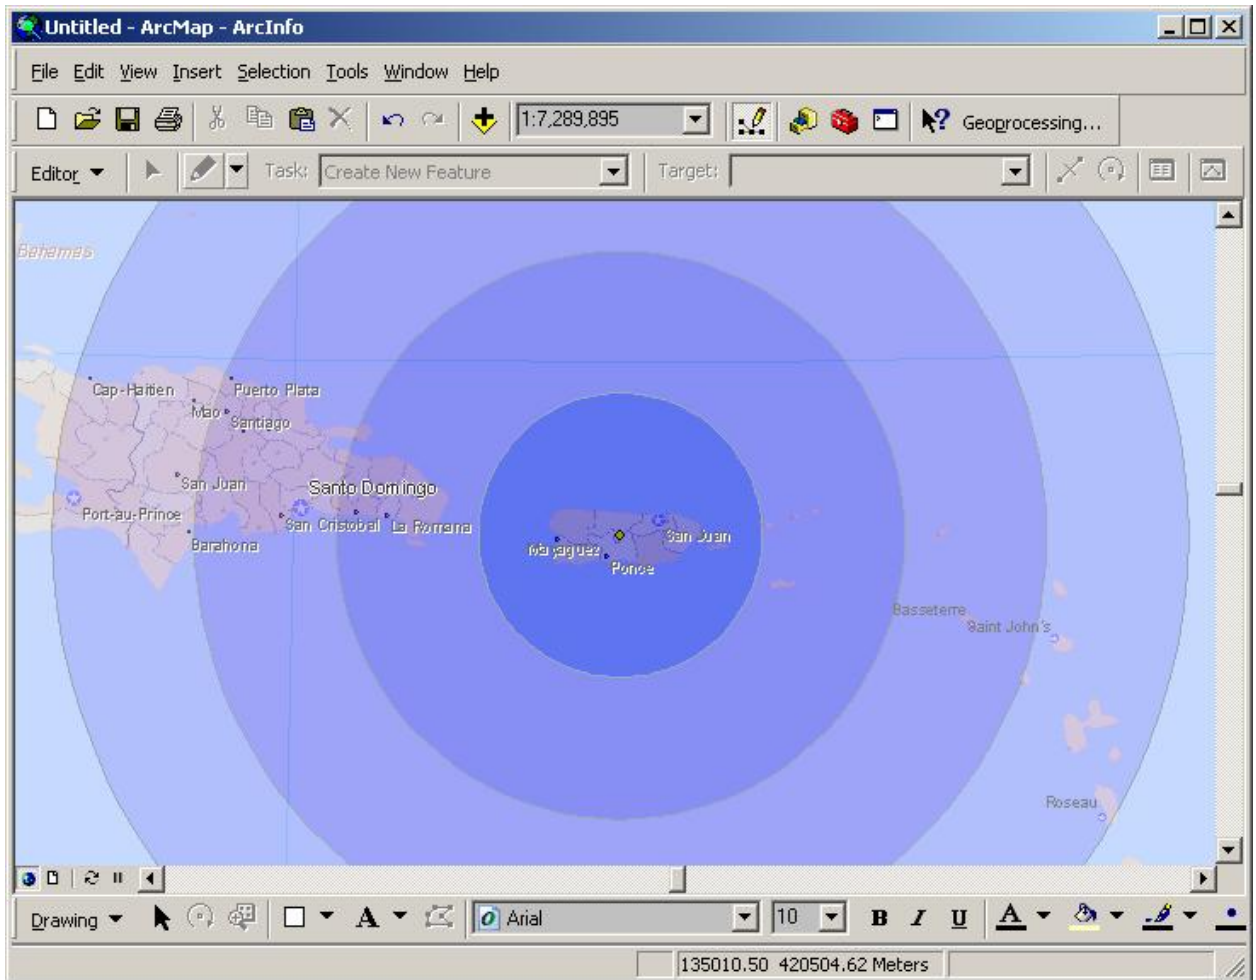 Untitled - ArcMap - ArcInfo
File Edit View Insert Selection Tools Window Help
1:7,289,895 Geoprocessing...
Editor Task: Create New Feature Target:
Bahamas
Cap-Haitien Puerto Plata
Mao Santiago
San Juan Santo Domingo
Port-au-Prince San Cristobal La Romana
Barahona
Mayaguez San Juan
Ponce
Basseterre
Saint John's
Roseau
Drawing A Arial 10 B I U A
135010.50 420504.62 Meters